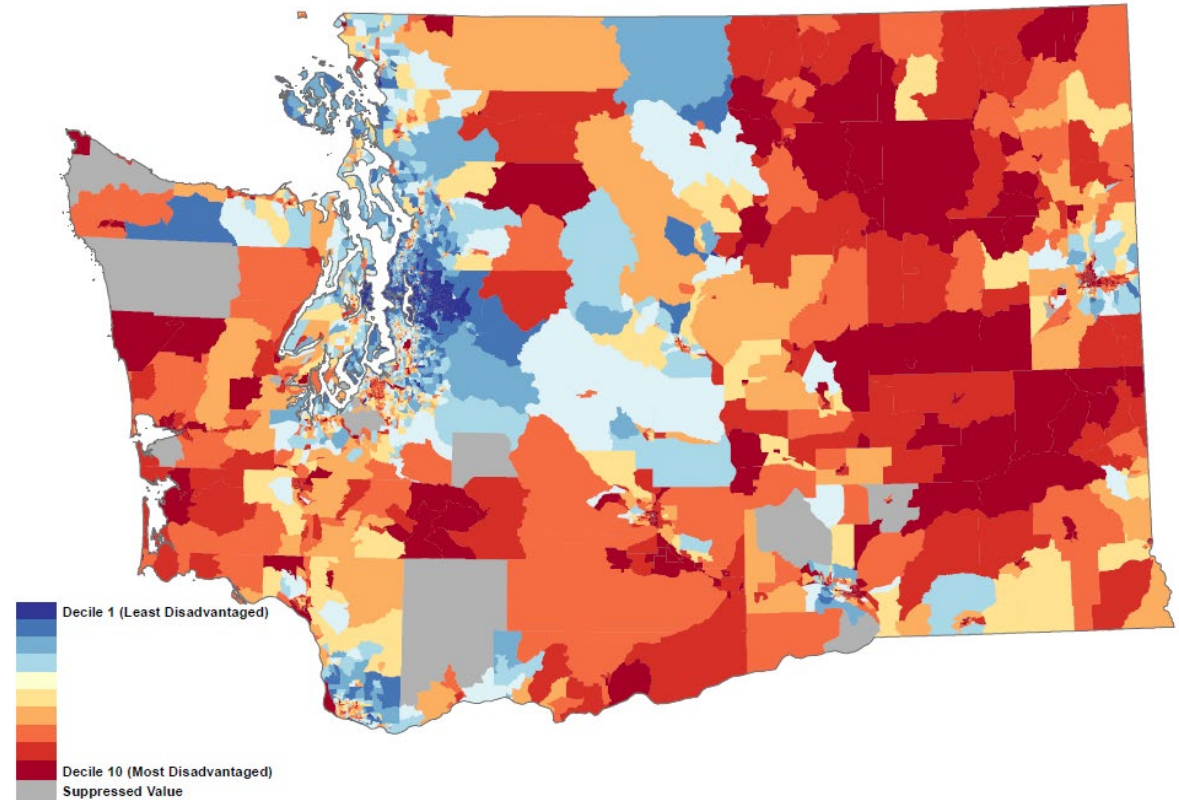 Decile 1 (Least Disadvantaged)
Decile 10 (Most Disadvantaged)
Suppressed Value